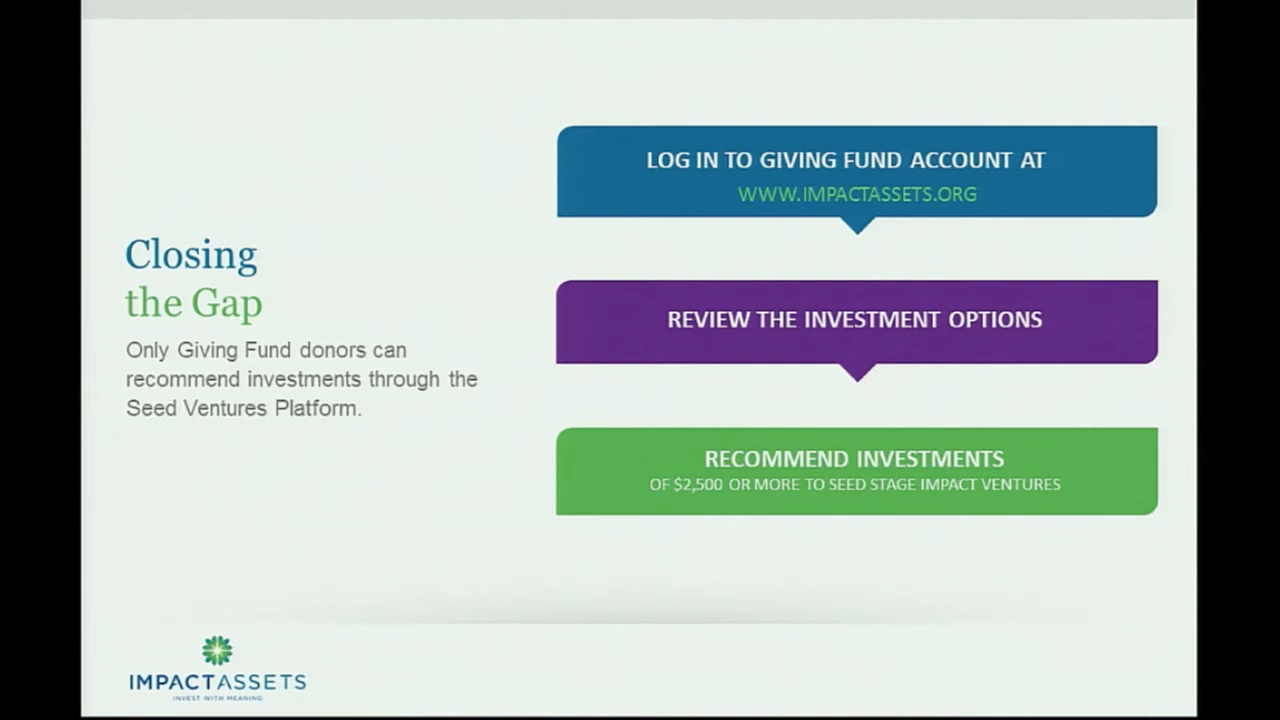 Closing
the Gap
Only Giving Fund donors can
recommend investments through the
Seed Ventures Platform.
LOG IN TO GIVING FUND ACCOUNT AT
WWW.IMPACTASSETS.ORG
REVIEW THE INVESTMENT OPTIONS
RECOMMEND INVESTMENTS
OF $2,500 OR MORE TO SEED STAGE IMPACT VENTURES
IMPACTASSETS
INVEST WITH MEANING